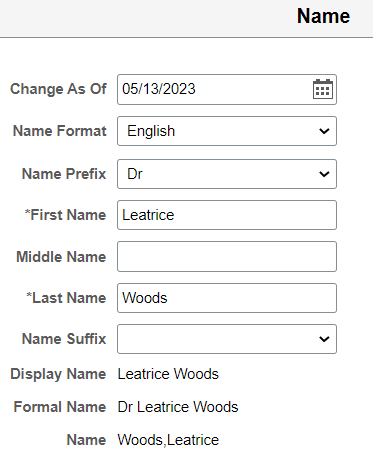 Name
Change As Of 05/13/2023
Name Format English
Name Prefix Dr
*First Name Leatrice
Middle Name
*Last Name Woods
Name Suffix
Display Name Leatrice Woods
Formal Name Dr Leatrice Woods
Name Woods,Leatrice